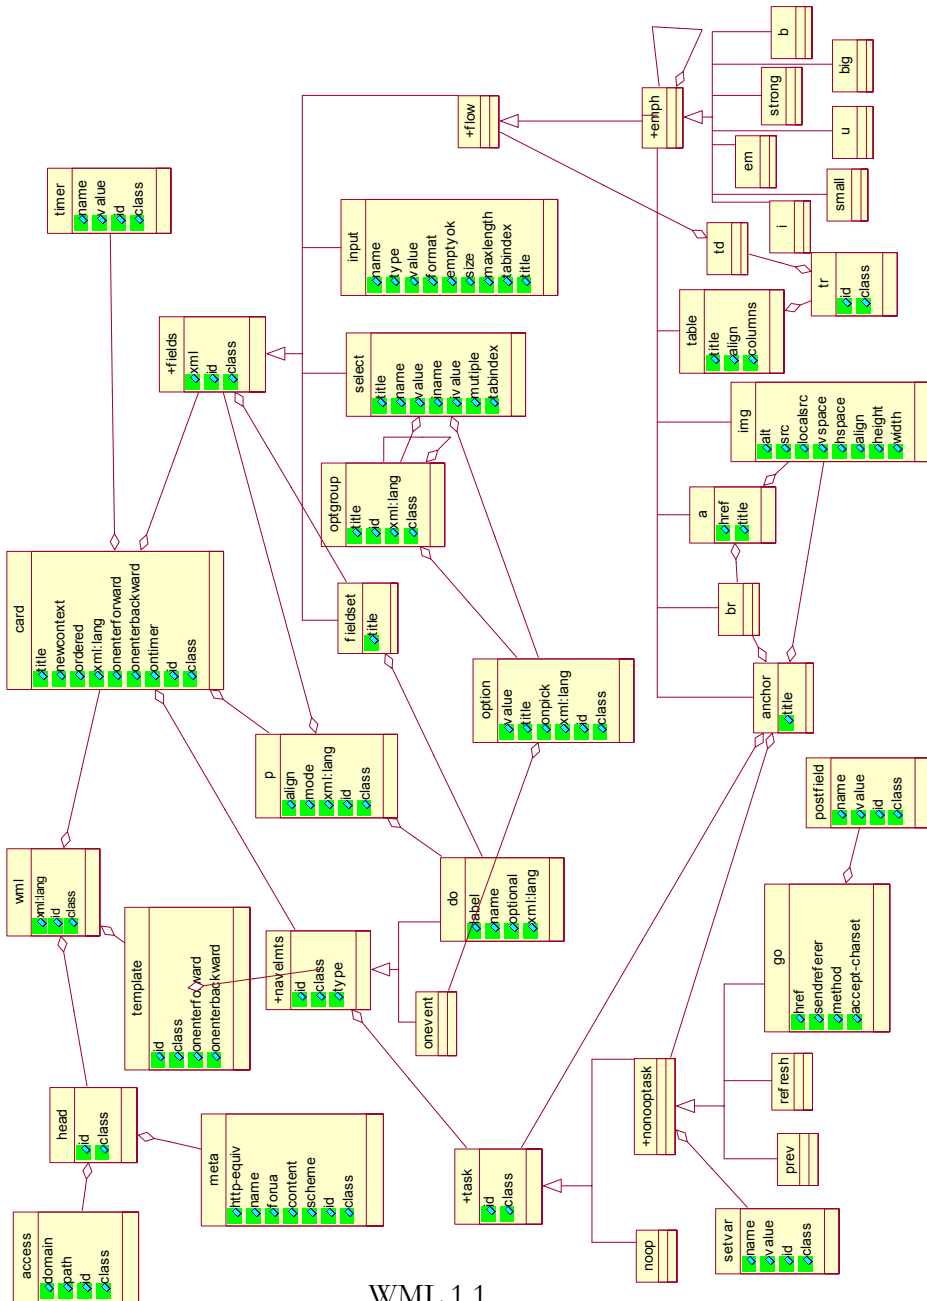 timer
name
value
id
class
card
title
newcontext
ordered
xml:lang
onenterforward
onenterbackward
ontimer
id
class
wml
xml:lang
id
class
template
id
class
onenterforward
onenterbackward
head
id
class
access
domain
path
id
class
meta
http-equiv
name
forua
content
scheme
id
class
+fields
xml
id
class
p
align
mode
xml:lang
id
class
+navelmts
id
class
type
input
name
type
value
format
emptyok
size
maxlength
tabindex
title
select
title
name
value
iname
ivalue
mutiple
tabindex
optgroup
title
id
xml:lang
class
fieldset
title
option
value
title
onpick
xml:lang
id
class
do
label
name
optional
xml:lang
onevent
+task
id
class
noop
+flow
+emph
b
big
strong
u
em
small
i
td
tr
id
class
table
title
align
columns
img
alt
src
localsrc
vspace
hspace
align
height
width
a
href
title
br
anchor
title
postfield
name
value
id
class
go
href
sendreferer
method
accept-charset
+nonooptask
refresh
prev
setvar
name
value
id
class
WML 1.1